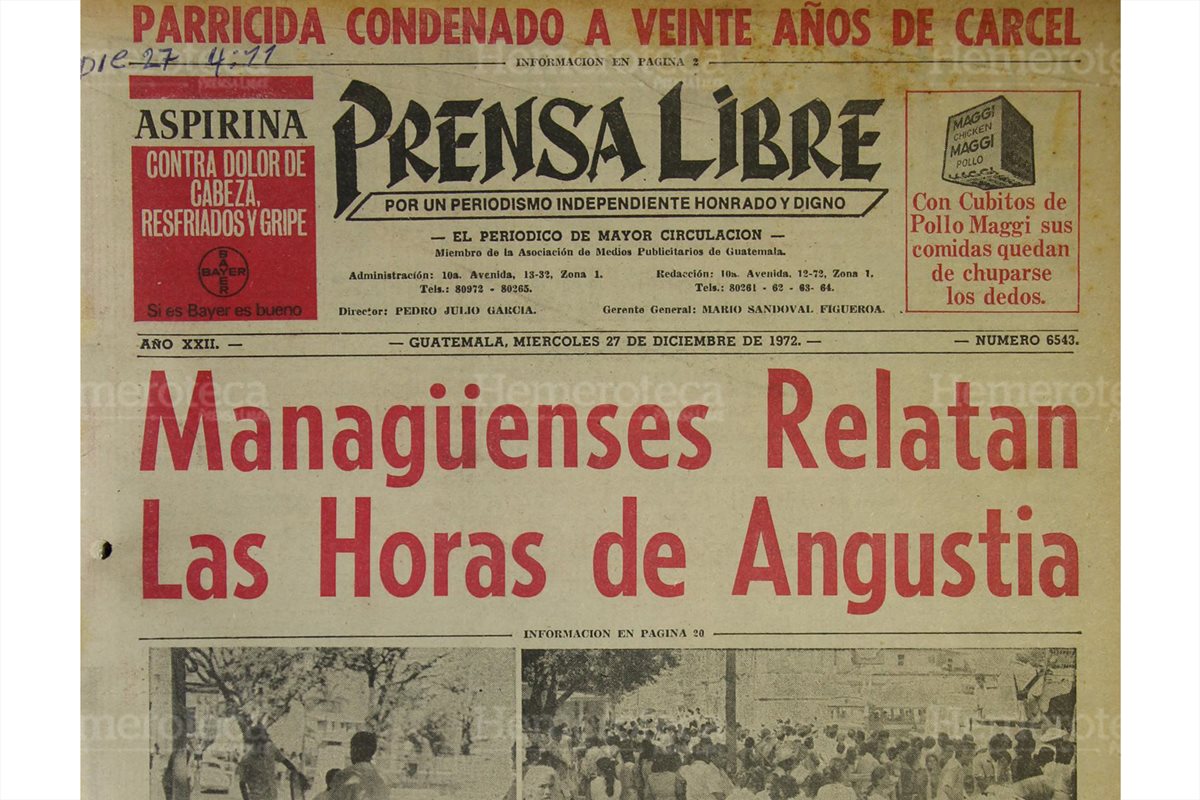 PARRICIDA CONDENADO A VEINTE AÑOS DE CARCEL
INFORMACION EN PAGINA 2
Dic 27 4:11
ASPIRINA
CONTRA DOLOR DE
CABEZA,
RESFRIADOS Y GRIPE
BAYER
BAYER
Si es Bayer es bueno
PRENSA LIBRE
POR UN PERIODISMO INDEPENDIENTE HONRADO Y DIGNO
— EL PERIODICO DE MAYOR CIRCULACION —
Miembro de la Asociación de Medios Publicitarios de Guatemala.
Administración: 10a. Avenida, 13-32, Zona 1.
Tels.: 80972 - 80265.
Redacción: 10a. Avenida, 12-72, Zona 1.
Tels.: 80261 - 62 - 63- 64.
Director: PEDRO JULIO GARCIA.
Gerente General: MARIO SANDOVAL FIGUEROA.
MAGGI
CHICKEN
MAGGI
POLLO
Con Cubitos de
Pollo Maggi sus
comidas quedan
de chuparse
los dedos.
AÑO XXII. —
— GUATEMALA, MIERCOLES 27 DE DICIEMBRE DE 1972. —
— NUMERO 6543.
Managüenses Relatan
Las Horas de Angustia
INFORMACION EN PAGINA 20
Hemeroteca